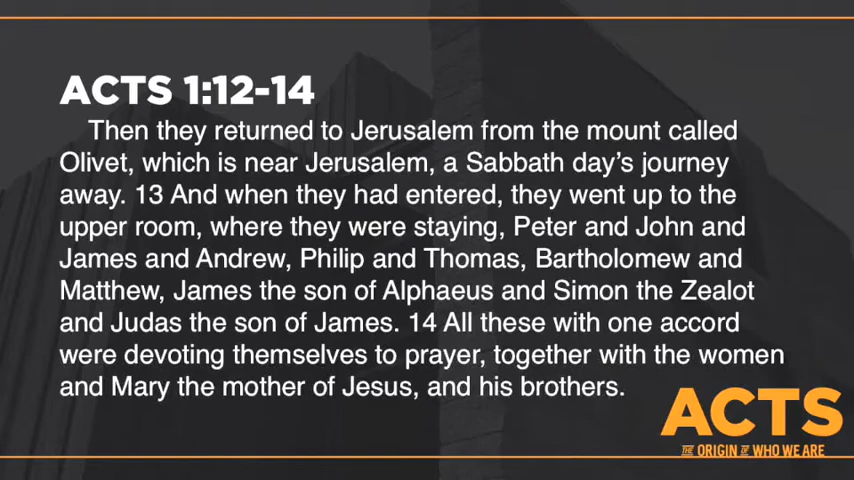 ACTS 1:12-14
Then they returned to Jerusalem from the mount called
Olivet, which is near Jerusalem, a Sabbath day’s journey
away. 13 And when they had entered, they went up to the
upper room, where they were staying, Peter and John and
James and Andrew, Philip and Thomas, Bartholomew and
Matthew, James the son of Alphaeus and Simon the Zealot
and Judas the son of James. 14 All these with one accord
were devoting themselves to prayer, together with the women
and Mary the mother of Jesus, and his brothers.
ACTS
THE ORIGIN OF WHO WE ARE